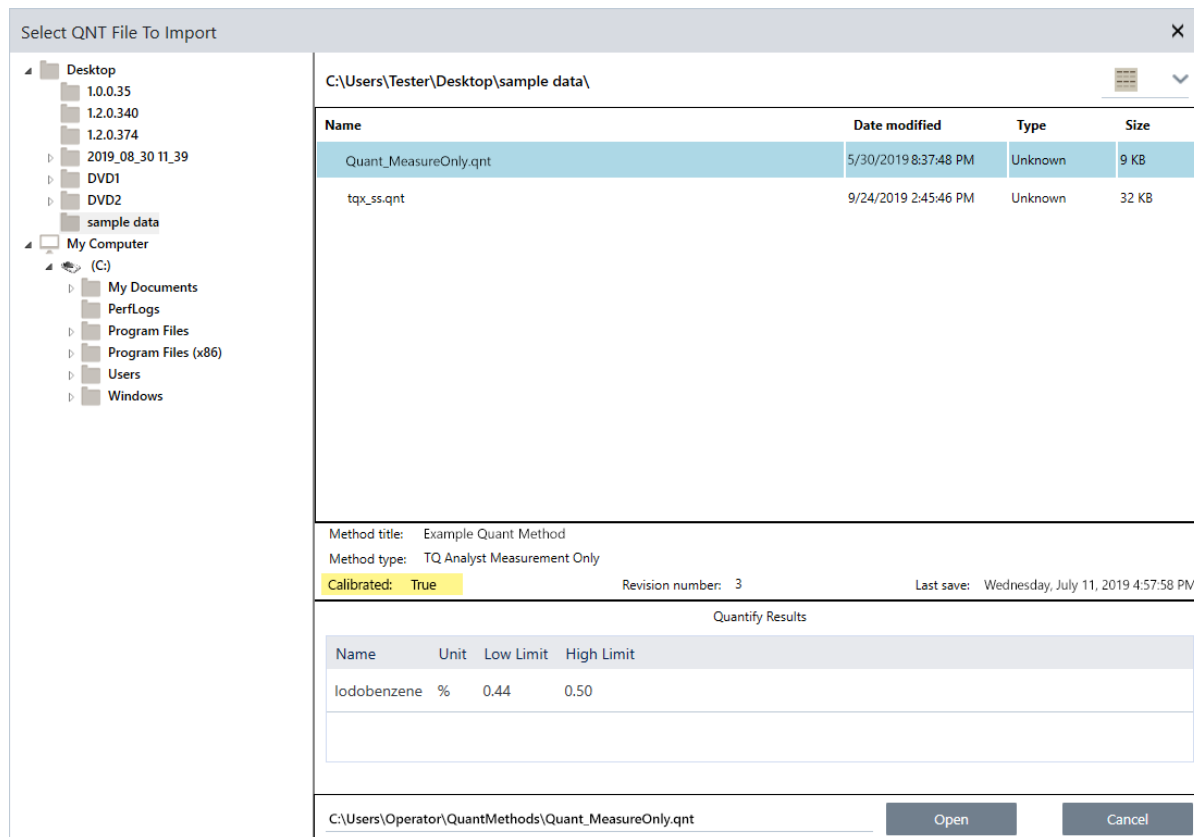 Select QNT File To Import
Desktop
1.0.0.35
1.2.0.340
1.2.0.374
2019_08_30 11_39
DVD1
DVD2
sample data
My Computer
(C:)
My Documents
PerfLogs
Program Files
Program Files (x86)
Users
Windows
C:\Users\Tester\Desktop\sample data\
Name Date modified Type Size
Quant_MeasureOnly.qnt 5/30/2019 8:37:48 PM Unknown 9 KB
tqx_ss.qnt 9/24/2019 2:45:46 PM Unknown 32 KB
Method title: Example Quant Method
Method type: TQ Analyst Measurement Only
Calibrated: True Revision number: 3 Last save: Wednesday, July 11, 2019 4:57:58 PM
Quantify Results
Name Unit Low Limit High Limit
Iodobenzene % 0.44 0.50
C:\Users\Operator\QuantMethods\Quant_MeasureOnly.qnt Open Cancel